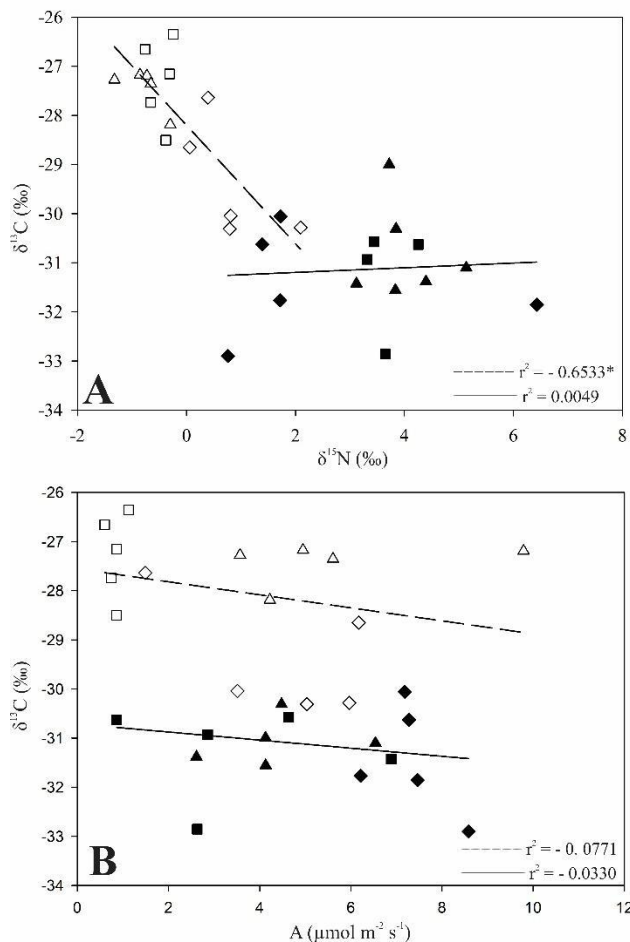 -26
-27
-28
-29
-30
-31
-32
-33
-34
δ¹³C (‰)
A
r² = - 0.6533*
r² = 0.0049
-2 0 2 4 6 8
δ¹⁵N (‰)
-26
-27
-28
-29
-30
-31
-32
-33
-34
δ¹³C (‰)
B
r² = - 0. 0771
r² = - 0.0330
0 2 4 6 8 10 12
A (µmol m⁻² s⁻¹)